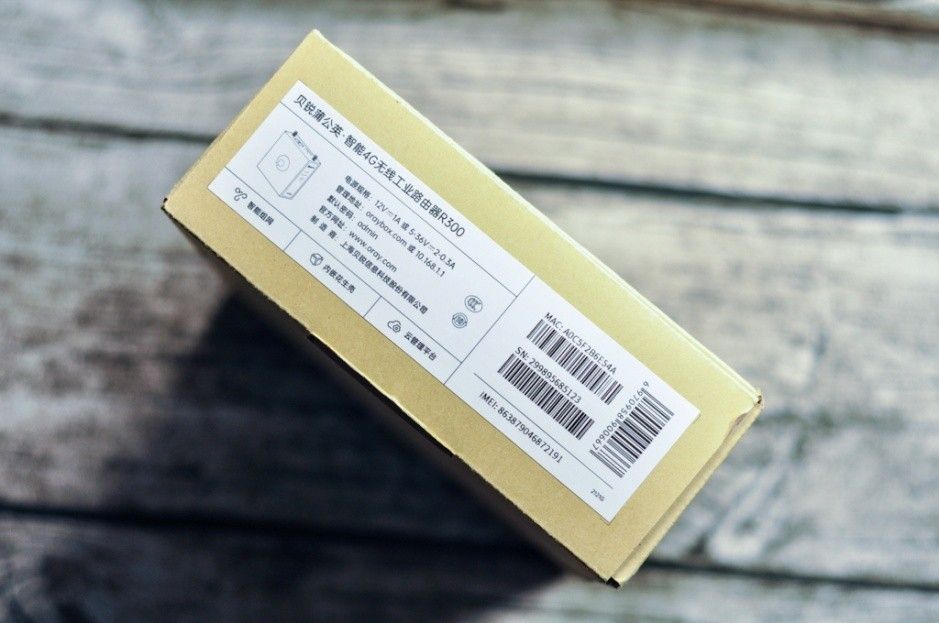 贝锐蒲公英·智能4G无线工业路由器R300
电源规格: 12V⎓1A 或 5-36V⎓2-0.3A
管理地址: oraybox.com 或 10.168.1.1
默认密码: admin
官方网址: www.oray.com
制 造 商: 上海贝锐信息科技股份有限公司
智能组网
内嵌花生壳
云管理平台
MAC: A0C5F2B6E54A
SN: 299895685123
IMEI: 863879046872191
6970958900667